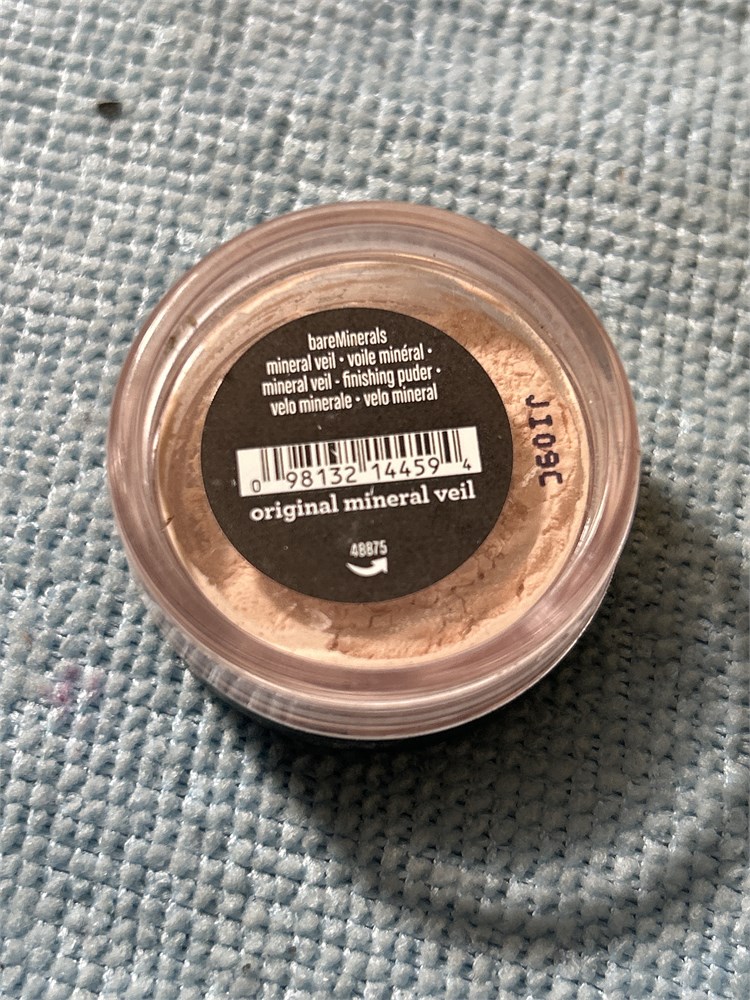 bareMinerals
mineral veil • voile minéral •
mineral veil - finishing puder •
velo minerale • velo mineral
0 98132 14459 4
original mineral veil
48875